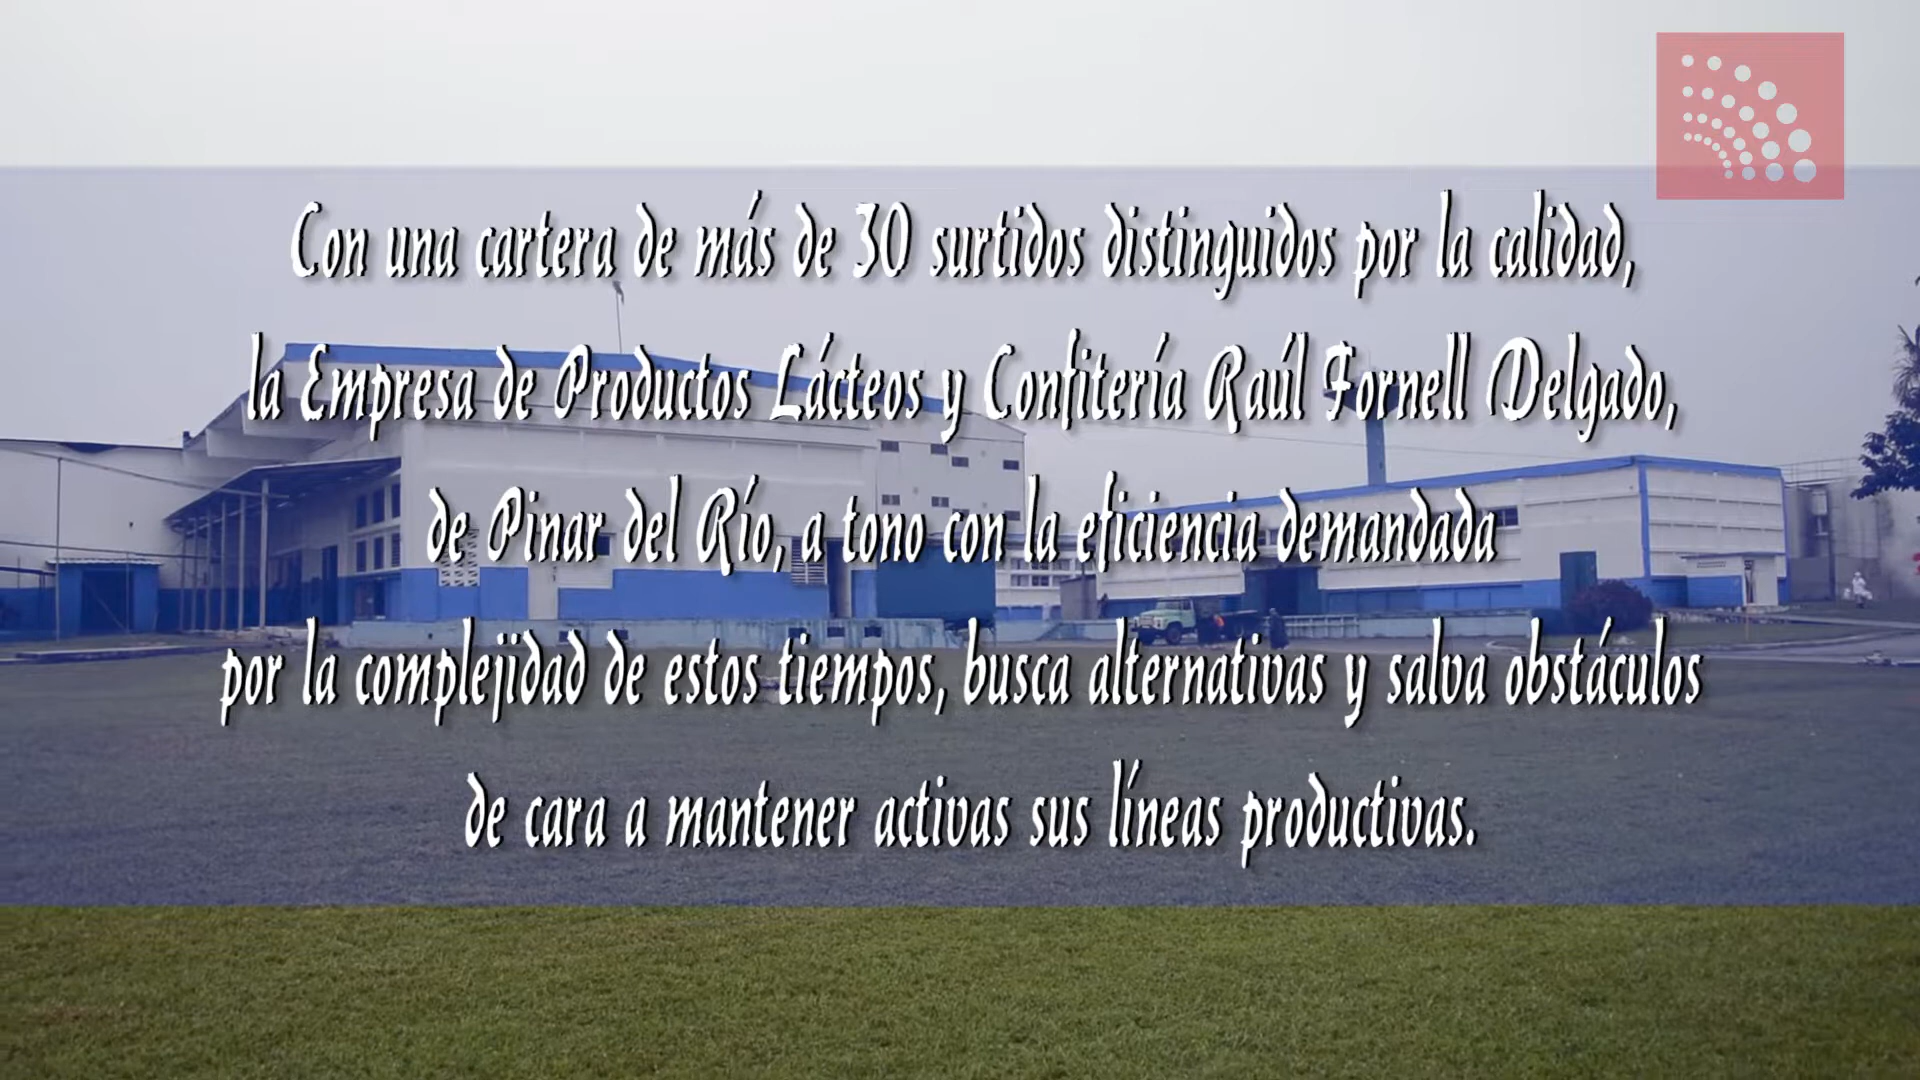 Con una cartera de más de 30 surtidos distinguidos por la calidad,
la Empresa de Productos Lácteos y Confitería Raúl Fornell Delgado,
de Pinar del Río, a tono con la eficiencia demandada
por la complejidad de estos tiempos, busca alternativas y salva obstáculos
de cara a mantener activas sus líneas productivas.